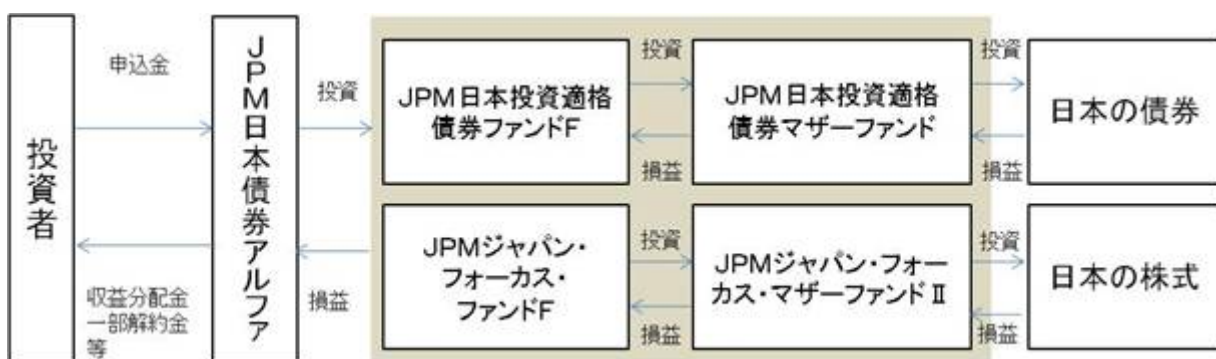 投資者
申込金
収益分配金
一部解約金
等
JPM日本債券アルファ
投資
損益
JPM日本投資適格
債券ファンドF
投資
損益
JPM日本投資適格
債券マザーファンド
投資
損益
日本の債券
JPMジャパン・
フォーカス・
ファンドF
投資
損益
JPMジャパン・フォー
カス・マザーファンドⅡ
投資
損益
日本の株式